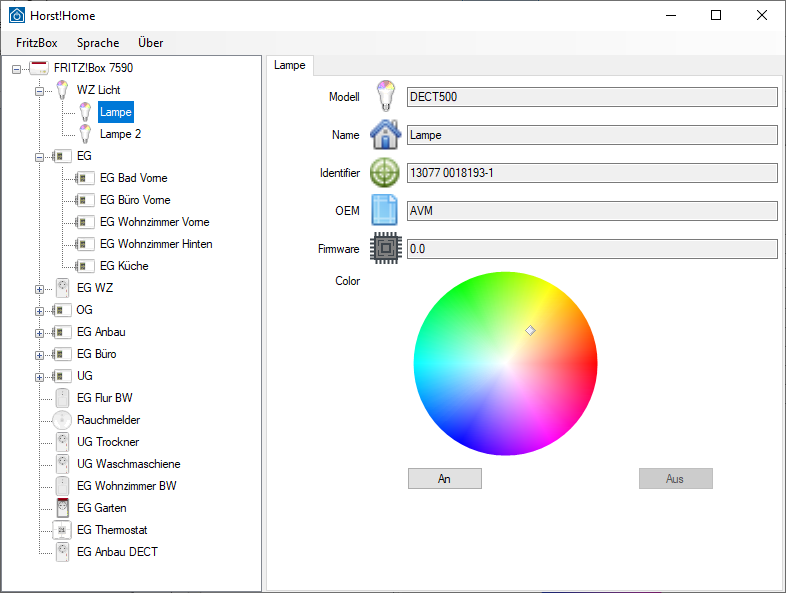 Horst!Home
FritzBox Sprache Über
FRITZ!Box 7590
WZ Licht
Lampe
Lampe 2
EG
EG Bad Vorne
EG Büro Vorne
EG Wohnzimmer Vorne
EG Wohnzimmer Hinten
EG Küche
EG WZ
OG
EG Anbau
EG Büro
UG
EG Flur BW
Rauchmelder
UG Trockner
UG Waschmaschiene
EG Wohnzimmer BW
EG Garten
EG Thermostat
EG Anbau DECT
Lampe
Modell DECT500
Name Lampe
Identifier 13077 0018193-1
OEM AVM
Firmware 0.0
Color
An Aus